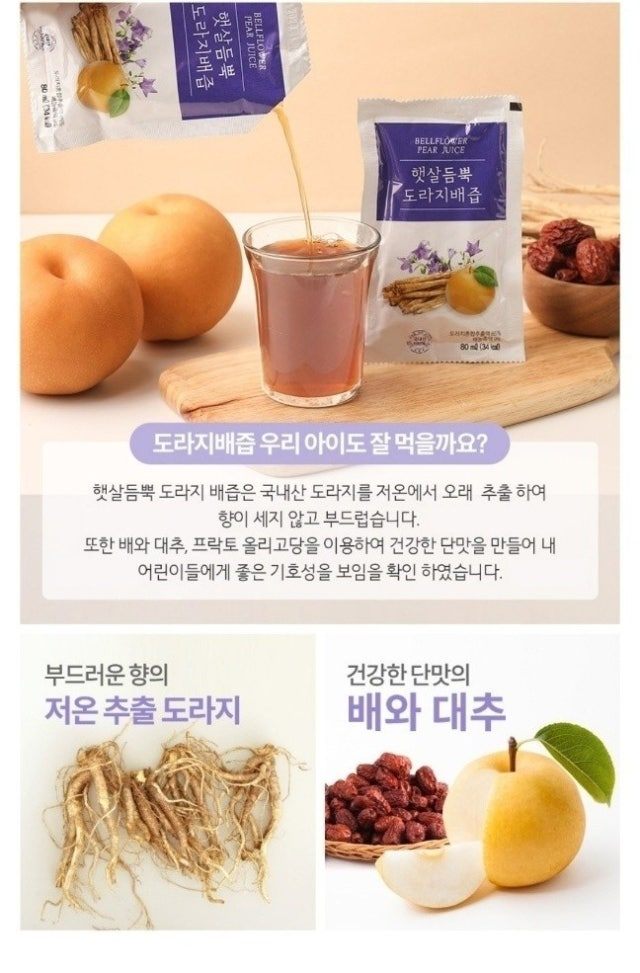 햇살듬뿍
도라지배즙
BELLFLOWER
PEAR JUICE
80 ml (34 kcal)
BELLFLOWER
PEAR JUICE
햇살듬뿍
도라지배즙
80 ml (34 kcal)
도라지배즙 우리 아이도 잘 먹을까요?
햇살듬뿍 도라지 배즙은 국내산 도라지를 저온에서 오래 추출 하여
향이 세지 않고 부드럽습니다.
또한 배와 대추, 프락토 올리고당을 이용하여 건강한 단맛을 만들어 내
어린이들에게 좋은 기호성을 보임을 확인 하였습니다.
부드러운 향의
저온 추출 도라지
건강한 단맛의
배와 대추